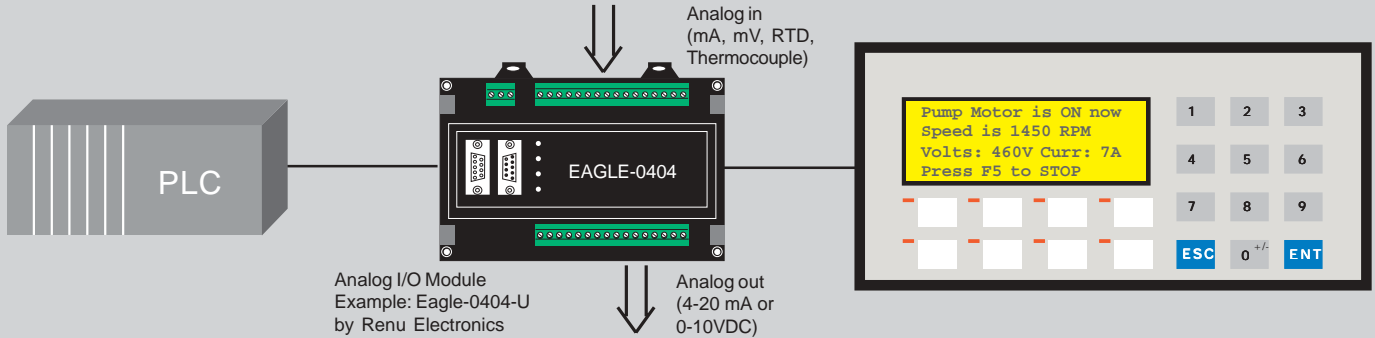 Analog in
(mA, mV, RTD,
Thermocouple)
PLC
EAGLE-0404
Pump Motor is ON now
Speed is 1450 RPM
Volts: 460V Curr: 7A
Press F5 to STOP
1 2 3
4 5 6
7 8 9
ESC 0 +/- ENT
Analog I/O Module
Example: Eagle-0404-U
by Renu Electronics
Analog out
(4-20 mA or
0-10VDC)